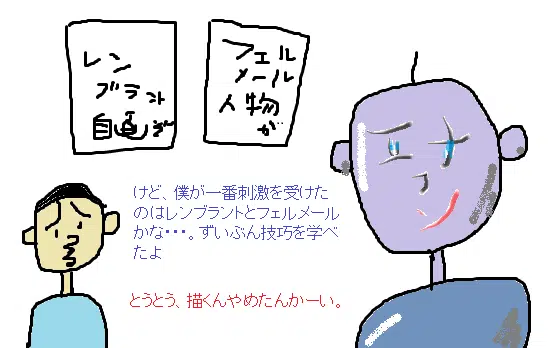 レン
ブラント
自画ぞ
フェル
メール
人物が
けど、僕が一番刺激を受けた
のはレンブラントとフェルメール
かな・・・。ずいぶん技巧を学べ
たよ
とうとう、描くんやめたんかーい。